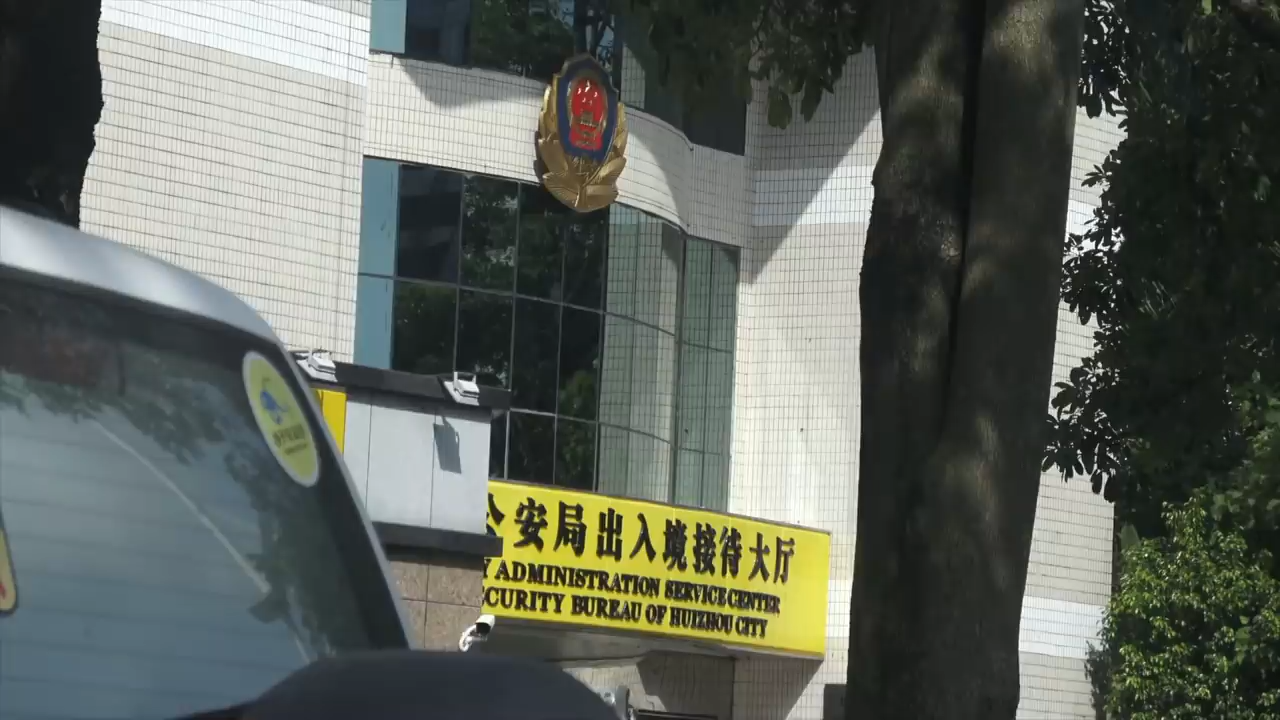 公安局出入境接待大厅
Y ADMINISTRATION SERVICE CENTER
CURITY BUREAU OF HUIZHOU CITY